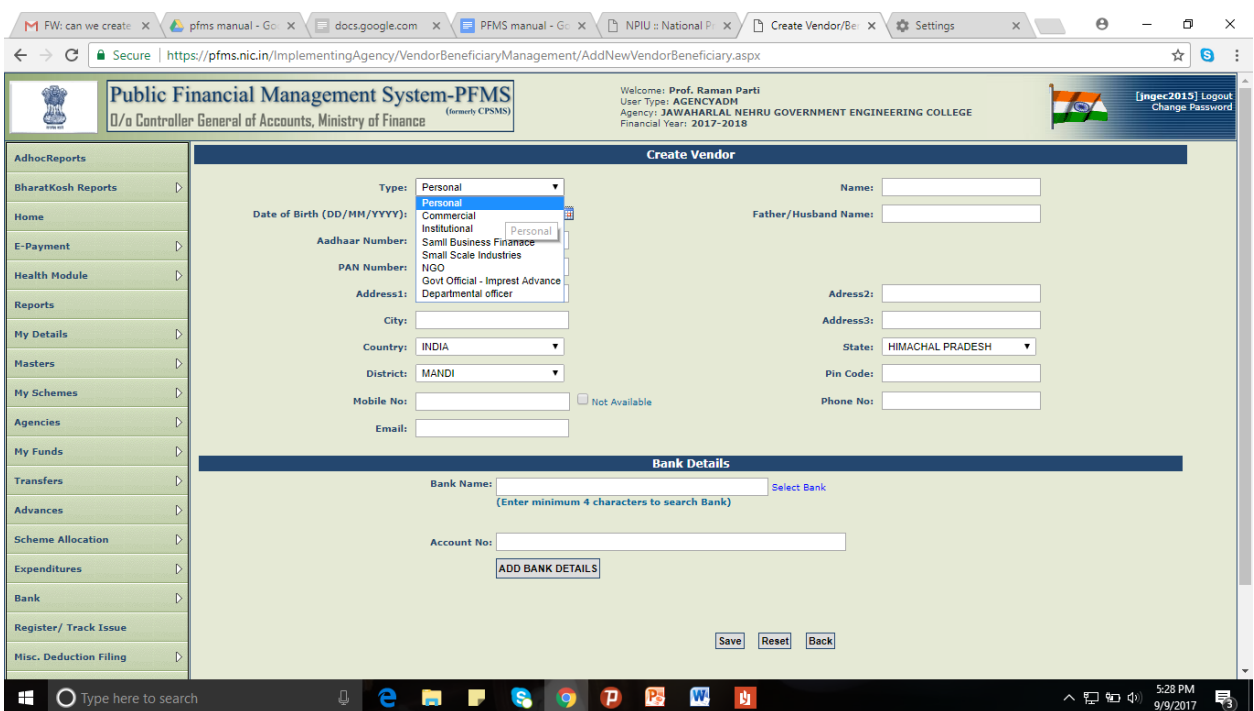 FW: can we create
pfms manual - Goo
docs.google.com
PFMS manual - Go
NPIU :: National Pr
Create Vendor/Ber
Settings
Secure | https://pfms.nic.in/ImplementingAgency/VendorBeneficiaryManagement/AddNewVendorBeneficiary.aspx
Public Financial Management System-PFMS
(formerly CPSMS)
O/o Controller General of Accounts, Ministry of Finance
Welcome: Prof. Raman Parti
User Type: AGENCYADM
Agency: JAWAHARLAL NEHRU GOVERNMENT ENGINEERING COLLEGE
Financial Year: 2017-2018
[jngec2015] Logout
Change Password
AdhocReports
BharatKosh Reports
Home
E-Payment
Health Module
Reports
My Details
Masters
My Schemes
Agencies
My Funds
Transfers
Advances
Scheme Allocation
Expenditures
Bank
Register/ Track Issue
Misc. Deduction Filing
Create Vendor
Type: Personal
Name:
Personal
Commercial
Institutional
Samll Business Finanace
Small Scale Industries
NGO
Govt Official - Imprest Advance
Departmental officer
Personal
Date of Birth (DD/MM/YYYY):
Father/Husband Name:
Aadhaar Number:
PAN Number:
Address1:
Adress2:
City:
Address3:
Country: INDIA
State: HIMACHAL PRADESH
District: MANDI
Pin Code:
Mobile No:
Not Available
Phone No:
Email:
Bank Details
Bank Name:
Select Bank
(Enter minimum 4 characters to search Bank)
Account No:
ADD BANK DETAILS
Save
Reset
Back
Type here to search
5:28 PM
9/9/2017
3